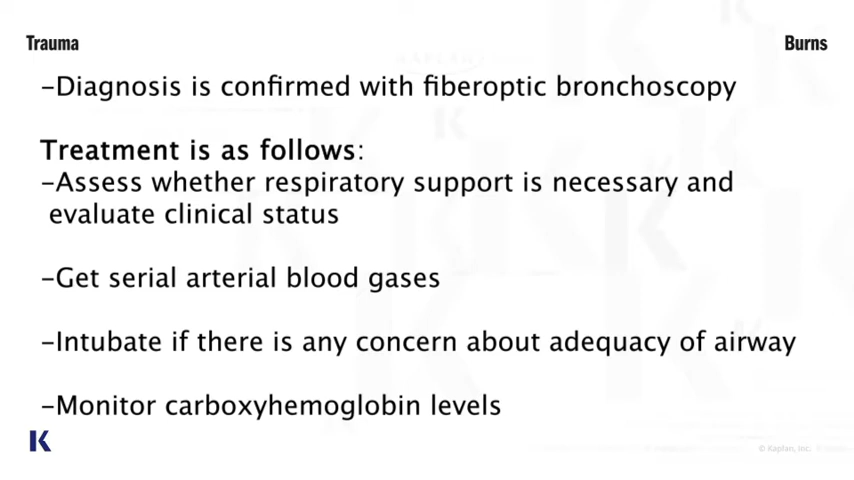 Trauma
Burns
–Diagnosis is confirmed with fiberoptic bronchoscopy
Treatment is as follows:
–Assess whether respiratory support is necessary and
evaluate clinical status
–Get serial arterial blood gases
–Intubate if there is any concern about adequacy of airway
–Monitor carboxyhemoglobin levels
K
© Kaplan, Inc.